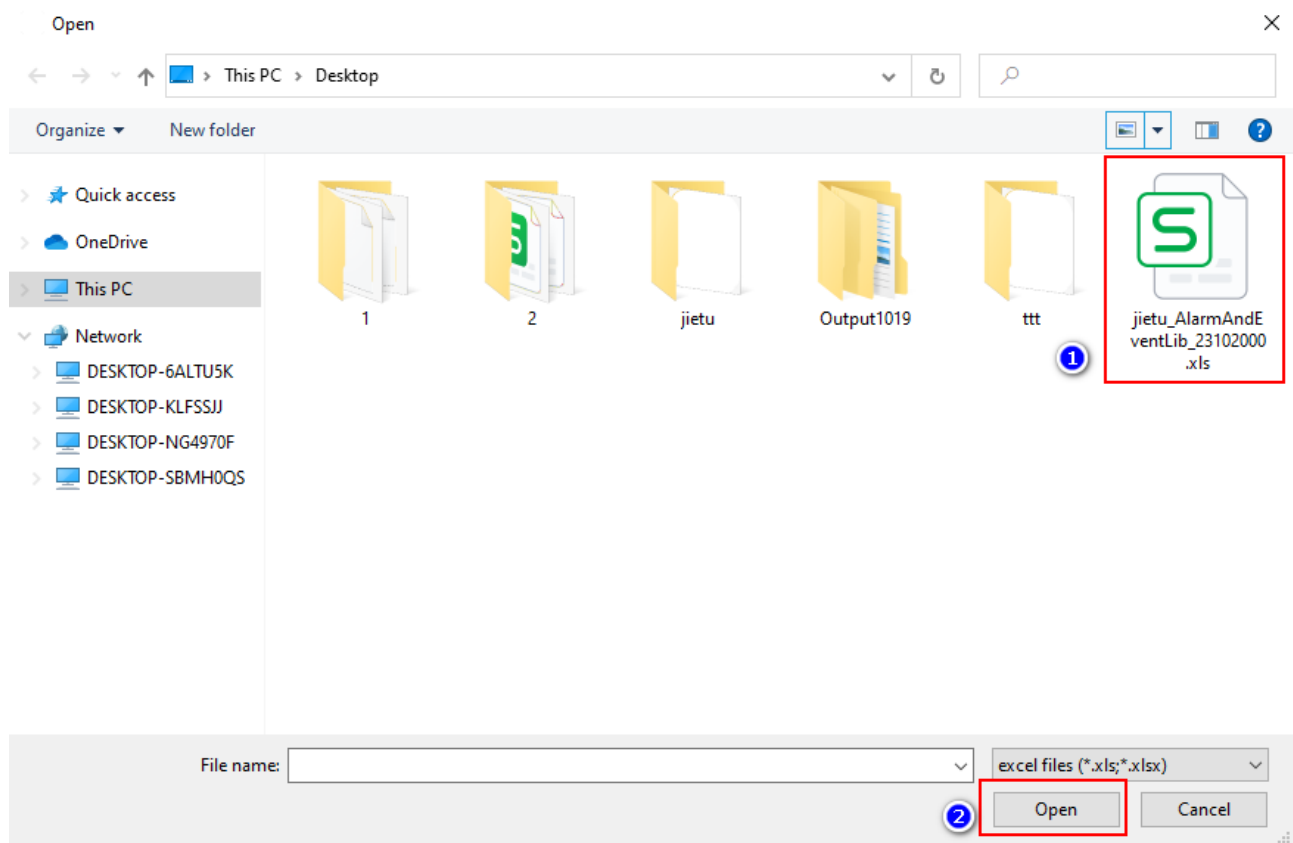 Open
This PC > Desktop
Organize
New folder
?
Quick access
OneDrive
This PC
Network
DESKTOP-6ALTU5K
DESKTOP-KLFSSJJ
DESKTOP-NG4970F
DESKTOP-SBMH0QS
1
2
jietu
Output1019
ttt
S
jietu_AlarmAndE
ventLib_23102000
.xls
1
File name:
excel files (*.xls;*.xlsx)
2
Open
Cancel